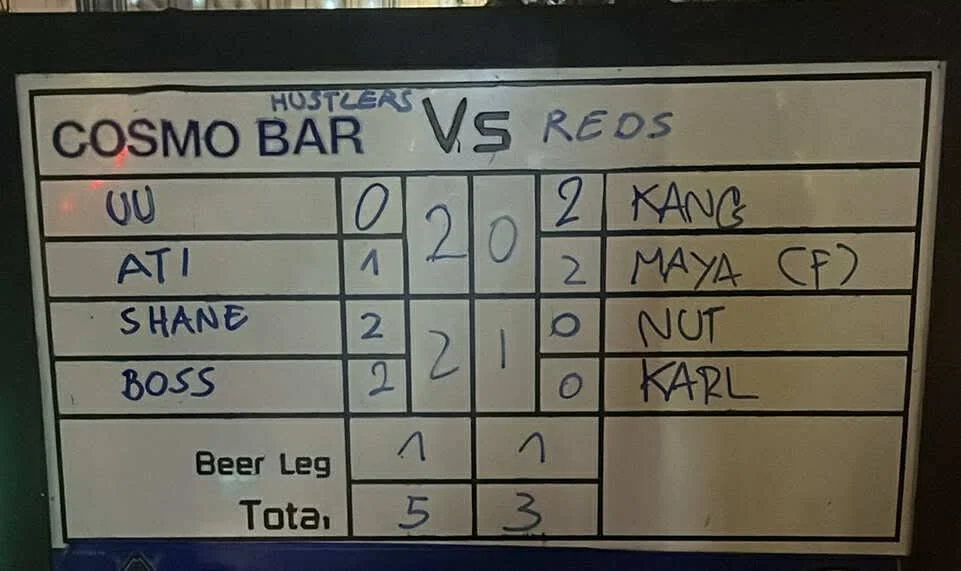 HUSTLERS
COSMO BAR Vs REDS
UU 0 2 0 2 KANG
ATI 1 2 MAYA (F)
SHANE 2 2 1 0 NUT
BOSS 2 0 KARL
Beer Leg 1 1
Total 5 3